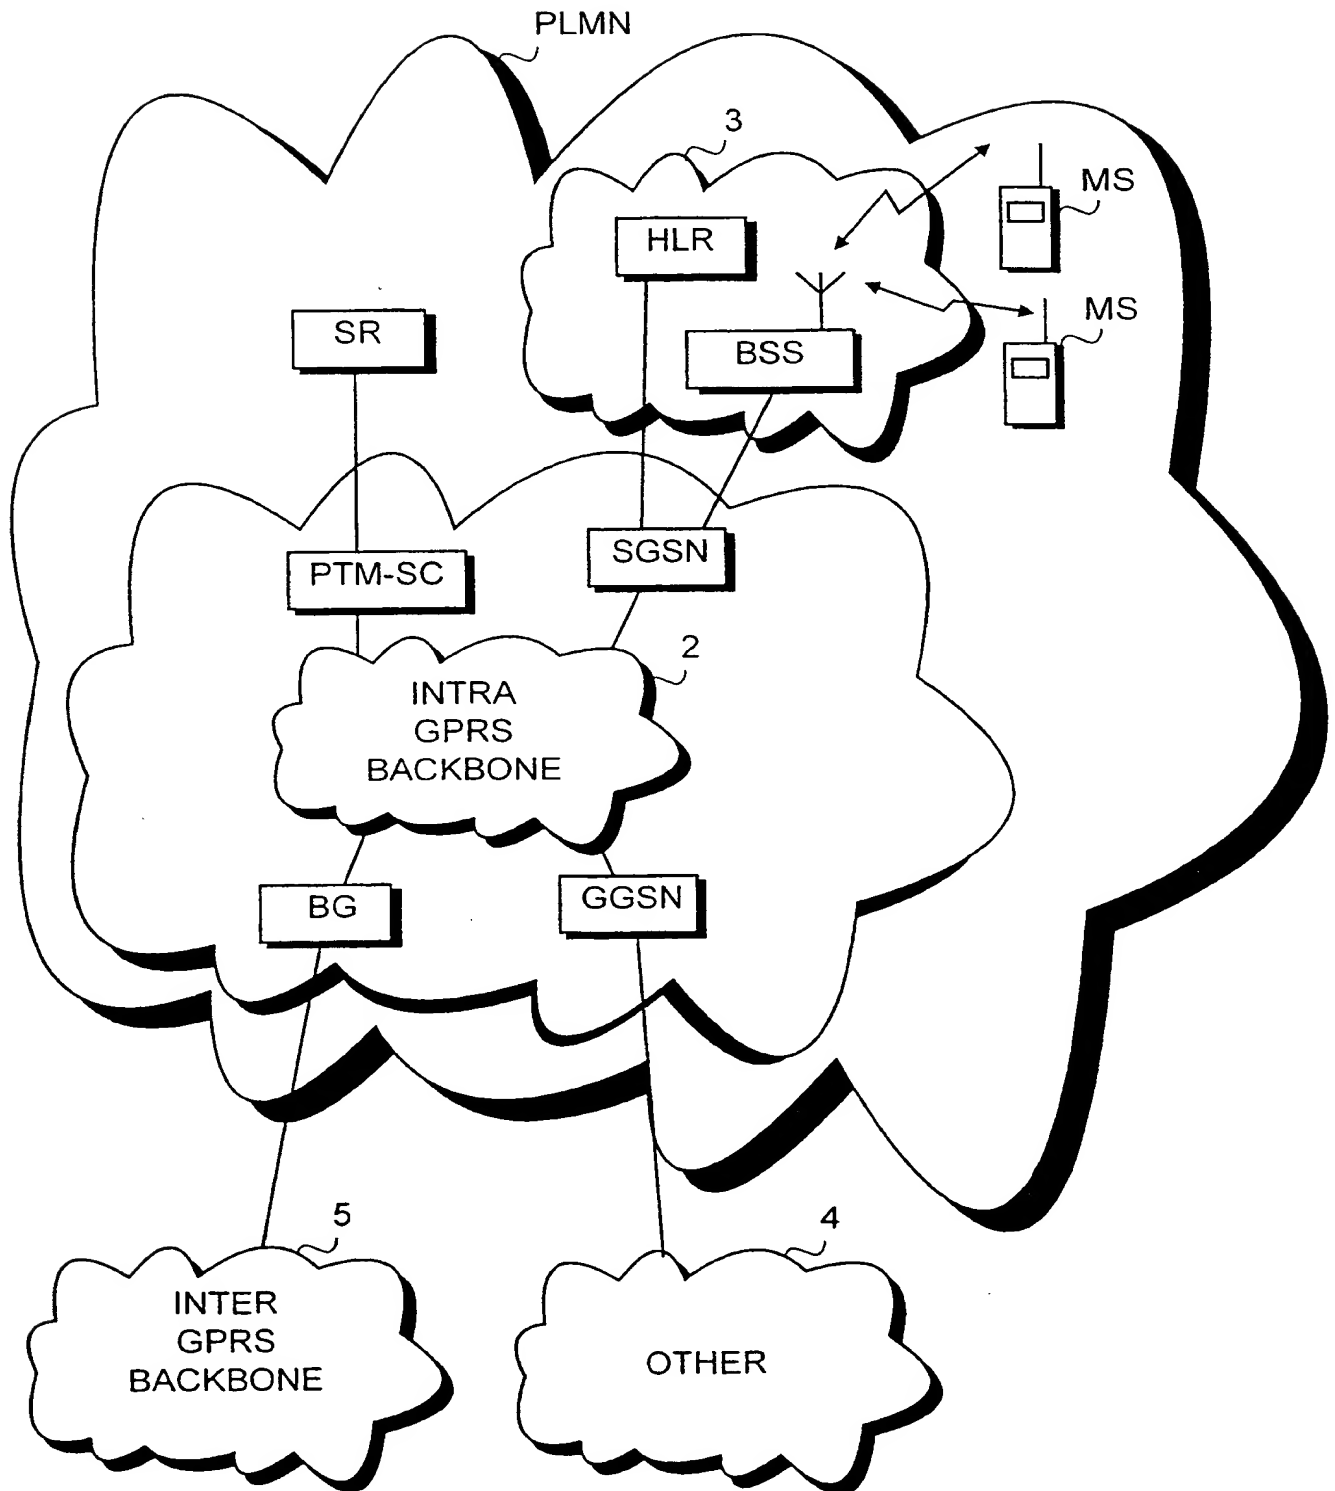 PLMN
3
MS
HLR
MS
SR
BSS
SGSN
PTM-SC
2
INTRA
GPRS
BACKBONE
BG
GGSN
5
4
INTER
GPRS
BACKBONE
OTHER